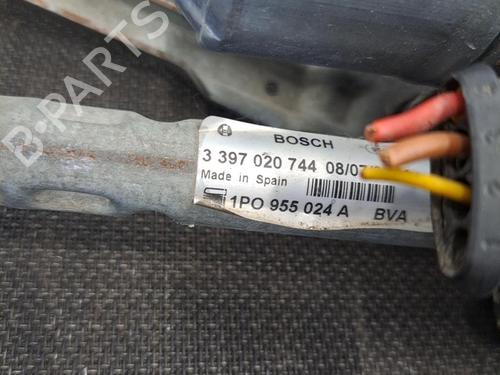 BOSCH
3 397 020 744 08/07
Made in Spain
1PO 955 024 A BVA
B-PARTS